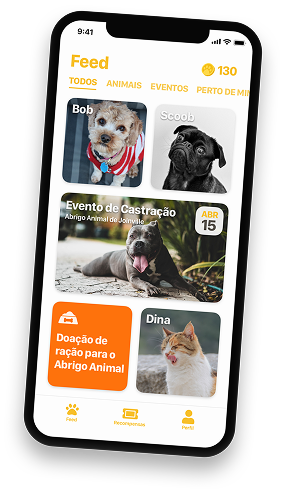 9:41
Feed
130
TODOS ANIMAIS EVENTOS PERTO DE MIM
Bob
Scoob
Evento de Castração
Abrigo Animal de Joinville
ABR
15
Doação de
ração para o
Abrigo Animal
Dina
Feed
Recompensas
Perfil